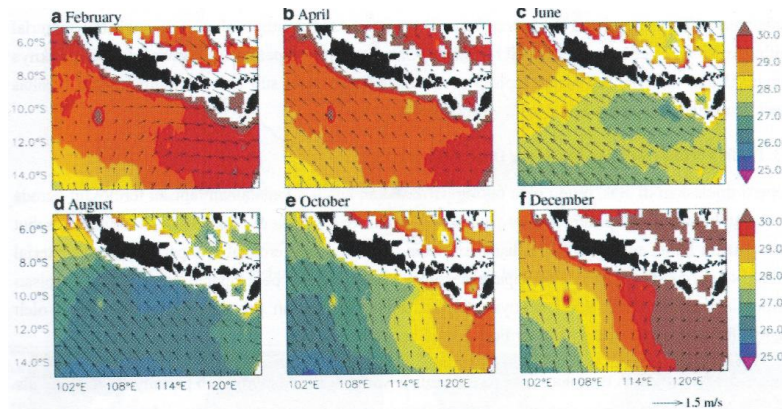 a February
b April
c June
6.0°S
8.0°S
10.0°S
12.0°S
14.0°S
30.0
29.0
28.0
27.0
26.0
25.0
d August
e October
f December
6.0°S
8.0°S
10.0°S
12.0°S
14.0°S
30.0
29.0
28.0
27.0
26.0
25.0
102°E 108°E 114°E 120°E
102°E 108°E 114°E 120°E
102°E 108°E 114°E 120°E
1.5 m/s